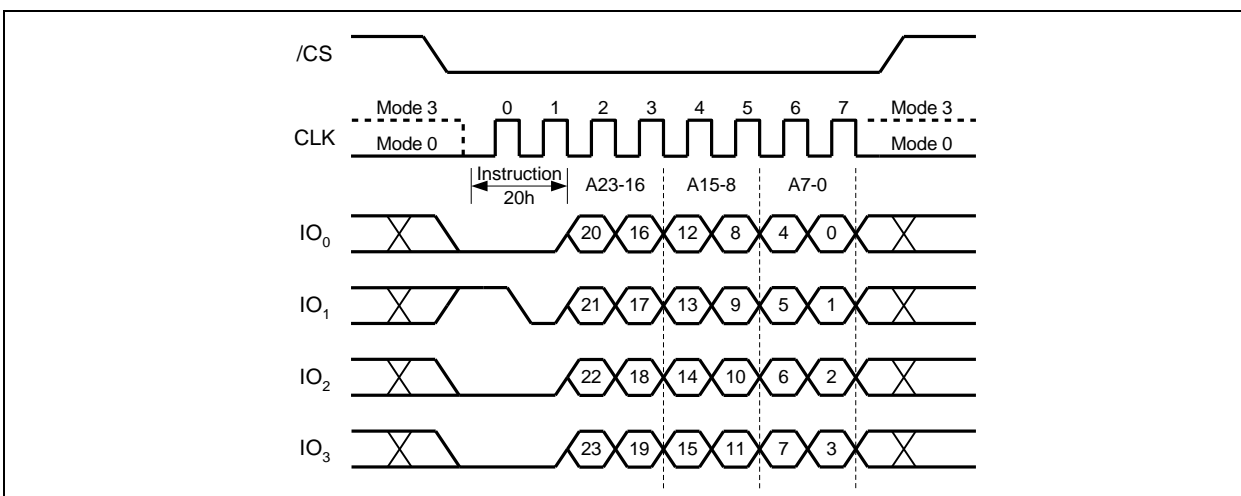 /CS
Mode 3 0 1 2 3 4 5 6 7 Mode 3
CLK
Mode 0 Mode 0
Instruction A23-16 A15-8 A7-0
20h
IO0 20 16 12 8 4 0
IO1 21 17 13 9 5 1
IO2 22 18 14 10 6 2
IO3 23 19 15 11 7 3